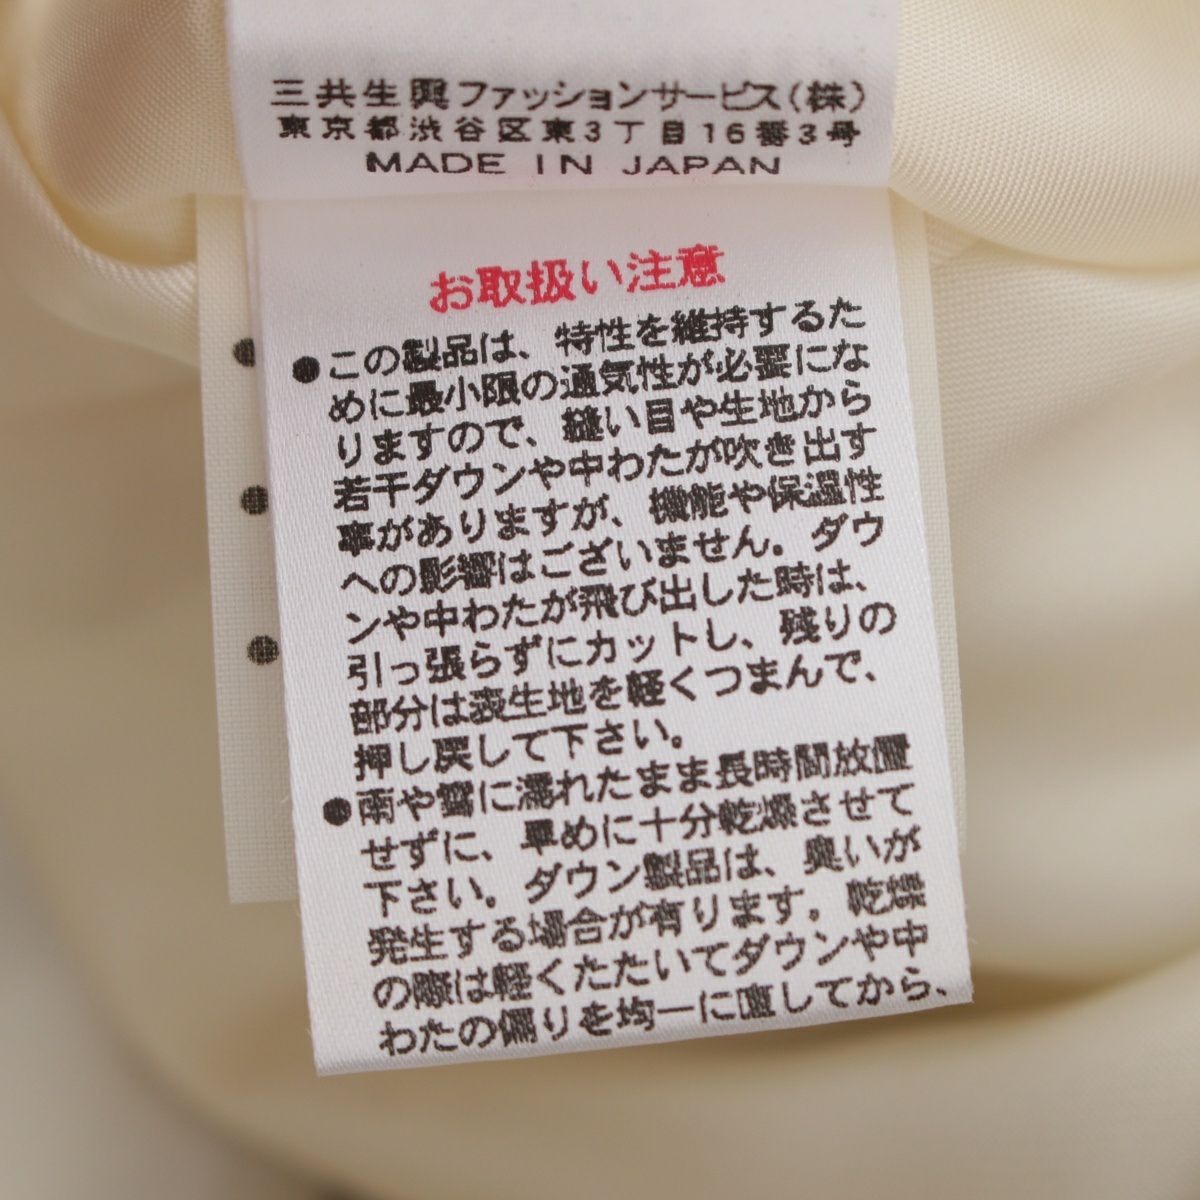 三共生興ファッションサービス(株)
東京都渋谷区東3丁目16番3号
MADE IN JAPAN
お取扱い注意
●この製品は、特性を維持するた
めに最小限の通気性が必要にな
りますので、縫い目や生地から
若干ダウンや中わたが吹き出す
事がありますが、機能や保温性
への影響はございません。ダウ
ンや中わたが飛び出した時は、
引っ張らずにカットし、残りの
部分は表生地を軽くつまんで、
押し戻して下さい。
●雨や雪に濡れたまま長時間放置
せずに、早めに十分乾燥させて
下さい。ダウン製品は、臭いが
発生する場合が有ります。乾燥
の際は軽くたたいてダウンや中
わたの偏りを均一に直してから、